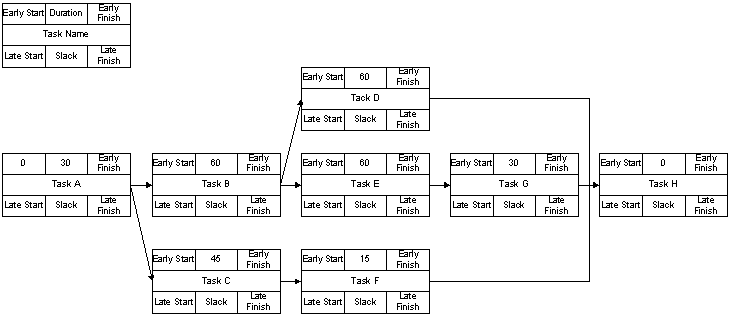 Early Start Duration Early Finish
Task Name
Late Start Slack Late Finish
Early Start 60 Early Finish
Tack D
Late Start Slack Late Finish
0 30 Early Finish
Task A
Late Start Slack Late Finish
Early Start 60 Early Finish
Task B
Late Start Slack Late Finish
Early Start 60 Early Finish
Task E
Late Start Slack Late Finish
Early Start 30 Early Finish
Task G
Late Start Slack Late Finish
Early Start 0 Early Finish
Task H
Late Start Slack Late Finish
Early Start 45 Early Finish
Task C
Late Start Slack Late Finish
Early Start 15 Early Finish
Task F
Late Start Slack Late Finish